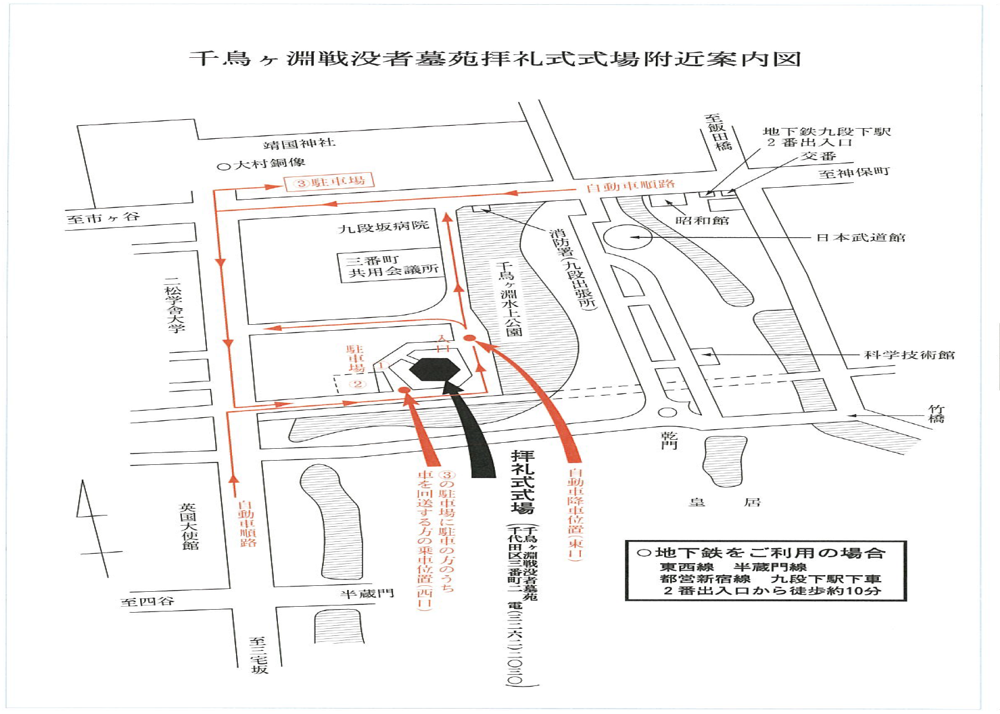 千鳥ヶ淵戦没者墓苑拝礼式式場附近案内図
靖国神社
○大村銅像
③駐車場
自動車順路
至飯田橋
地下鉄九段下駅
2番出入口
交番
至神保町
至市ヶ谷
九段坂病院
三番町
共用会議所
昭和館
日本武道館
消防署(九段出張所)
千鳥ヶ淵水上公園
二松学舎大学
入口
駐車場
①
②
科学技術館
竹橋
乾門
皇居
英国大使館
自動車順路
③の駐車場に駐車の方のうち
車を回送する方の乗車位置(西口)
拝礼式式場
(千鳥ヶ淵戦没者墓苑
千代田区三番町二 電(三二六二)二〇三〇)
自動車降車位置(東口)
半蔵門
至四谷
至三宅坂
○地下鉄をご利用の場合
東西線 半蔵門線
都営新宿線 九段下駅下車
2番出入口から徒歩約10分